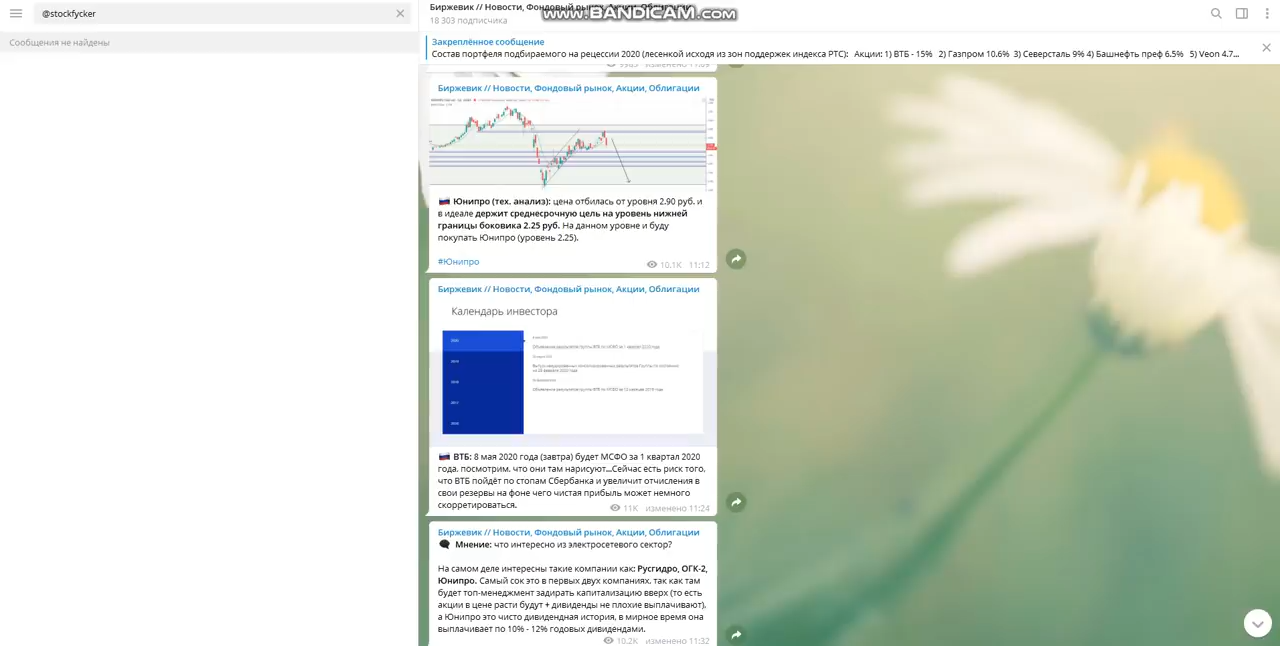 @stockfycker
Сообщения не найдены
Биржевик // Новости, Фондовый рынок, Акции, Облигации
www.BANDICAM.com
18 303 подписчика
Закреплённое сообщение
Состав портфеля подбираемого на рецессии 2020 (лесенкой исходя из зон поддержек индекса РТС): Акции: 1) ВТБ - 15% 2) Газпром 10.6% 3) Северсталь 9% 4) Башнефть преф 6.5% 5) Veon 4.7...
изменено 11:09
Биржевик // Новости, Фондовый рынок, Акции, Облигации
Юнипро (тех. анализ): цена отбилась от уровня 2.90 руб. и
в идеале держит среднесрочную цель на уровень нижней
границы боковика 2.25 руб. На данном уровне и буду
покупать Юнипро (уровень 2.25).
#Юнипро
10.1K 11:12
Биржевик // Новости, Фондовый рынок, Акции, Облигации
Календарь инвестора
ВТБ: 8 мая 2020 года (завтра) будет МСФО за 1 квартал 2020
года, посмотрим, что они там нарисуют...Сейчас есть риск того,
что ВТБ пойдёт по стопам Сбербанка и увеличит отчисления в
свои резервы на фоне чего чистая прибыль может немного
скорретироваться.
11K изменено 11:24
Биржевик // Новости, Фондовый рынок, Акции, Облигации
Мнение: что интересно из электросетевого сектора?
На самом деле интересны такие компании как: Русгидро, ОГК-2,
Юнипро. Самый сок это в первых двух компаниях, так как там
будет топ-менеджмент задирать капитализацию вверх (то есть
акции в цене расти будут + дивиденды не плохие выплачивают),
а Юнипро это чисто дивидендная история, в мирное время она
выплачивает по 10% - 12% годовых дивидендами.
10.2K изменено 11:32